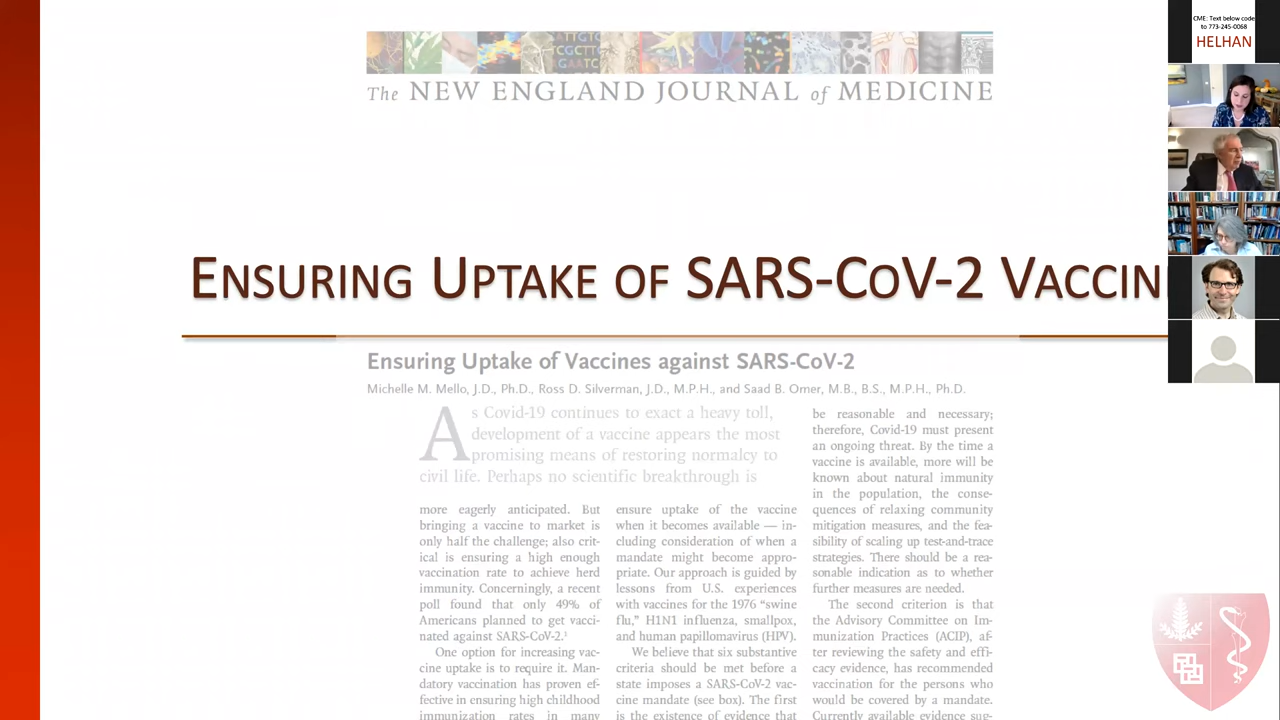 CME: Text below code
to 773-245-0068
HELHAN
ATTGTC
TCGCTTC
GAATC
The NEW ENGLAND JOURNAL of MEDICINE
ENSURING UPTAKE OF SARS-COV-2 VACCIN
Ensuring Uptake of Vaccines against SARS-CoV-2
Michelle M. Mello, J.D., Ph.D., Ross D. Silverman, J.D., M.P.H., and Saad B. Omer, M.B., B.S., M.P.H., Ph.D.
As Covid-19 continues to exact a heavy toll,
development of a vaccine appears the most
promising means of restoring normalcy to
civil life. Perhaps no scientific breakthrough is
more eagerly anticipated. But
bringing a vaccine to market is
only half the challenge; also crit-
ical is ensuring a high enough
vaccination rate to achieve herd
immunity. Concerningly, a recent
poll found that only 49% of
Americans planned to get vacci-
nated against SARS-CoV-2.¹
One option for increasing vac-
cine uptake is to require it. Man-
datory vaccination has proven ef-
fective in ensuring high childhood
immunization rates in many
ensure uptake of the vaccine
when it becomes available — in-
cluding consideration of when a
mandate might become appro-
priate. Our approach is guided by
lessons from U.S. experiences
with vaccines for the 1976 “swine
flu,” H1N1 influenza, smallpox,
and human papillomavirus (HPV).
We believe that six substantive
criteria should be met before a
state imposes a SARS-CoV-2 vac-
cine mandate (see box). The first
is the existence of evidence that
be reasonable and necessary;
therefore, Covid-19 must present
an ongoing threat. By the time a
vaccine is available, more will be
known about natural immunity
in the population, the conse-
quences of relaxing community
mitigation measures, and the fea-
sibility of scaling up test-and-trace
strategies. There should be a rea-
sonable indication as to whether
further measures are needed.
The second criterion is that
the Advisory Committee on Im-
munization Practices (ACIP), af-
ter reviewing the safety and effi-
cacy evidence, has recommended
vaccination for the persons who
would be covered by a mandate.
Currently available evidence sug-